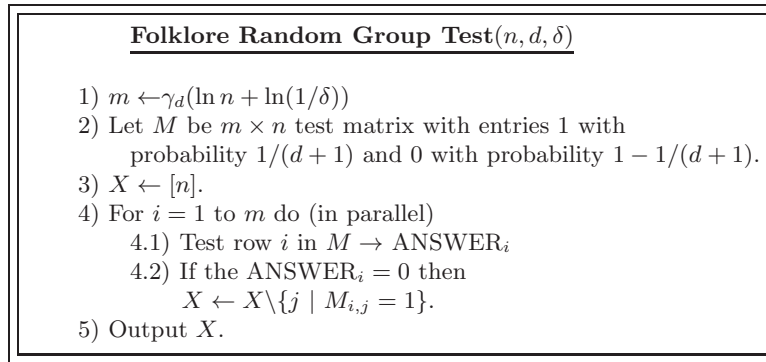 Folklore Random Group Test(n, d, δ)
1) m ←γ_d(ln n + ln(1/δ))
2) Let M be m × n test matrix with entries 1 with
probability 1/(d + 1) and 0 with probability 1 − 1/(d + 1).
3) X ← [n].
4) For i = 1 to m do (in parallel)
4.1) Test row i in M → ANSWER_i
4.2) If the ANSWER_i = 0 then
X ← X\{j | M_{i,j} = 1}.
5) Output X.